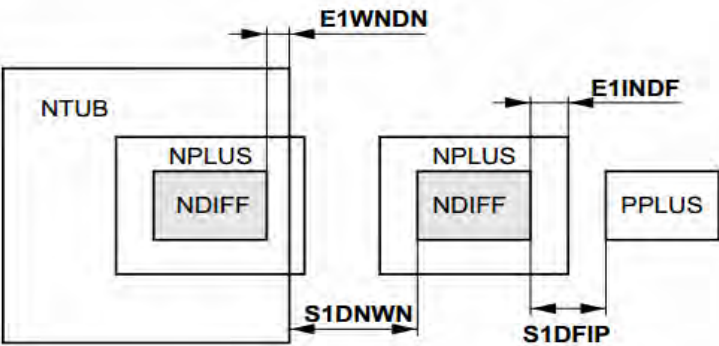 E1WNDN
E1INDF
NTUB
NPLUS
NPLUS
NDIFF
NDIFF
PPLUS
S1DNWN
S1DFIP